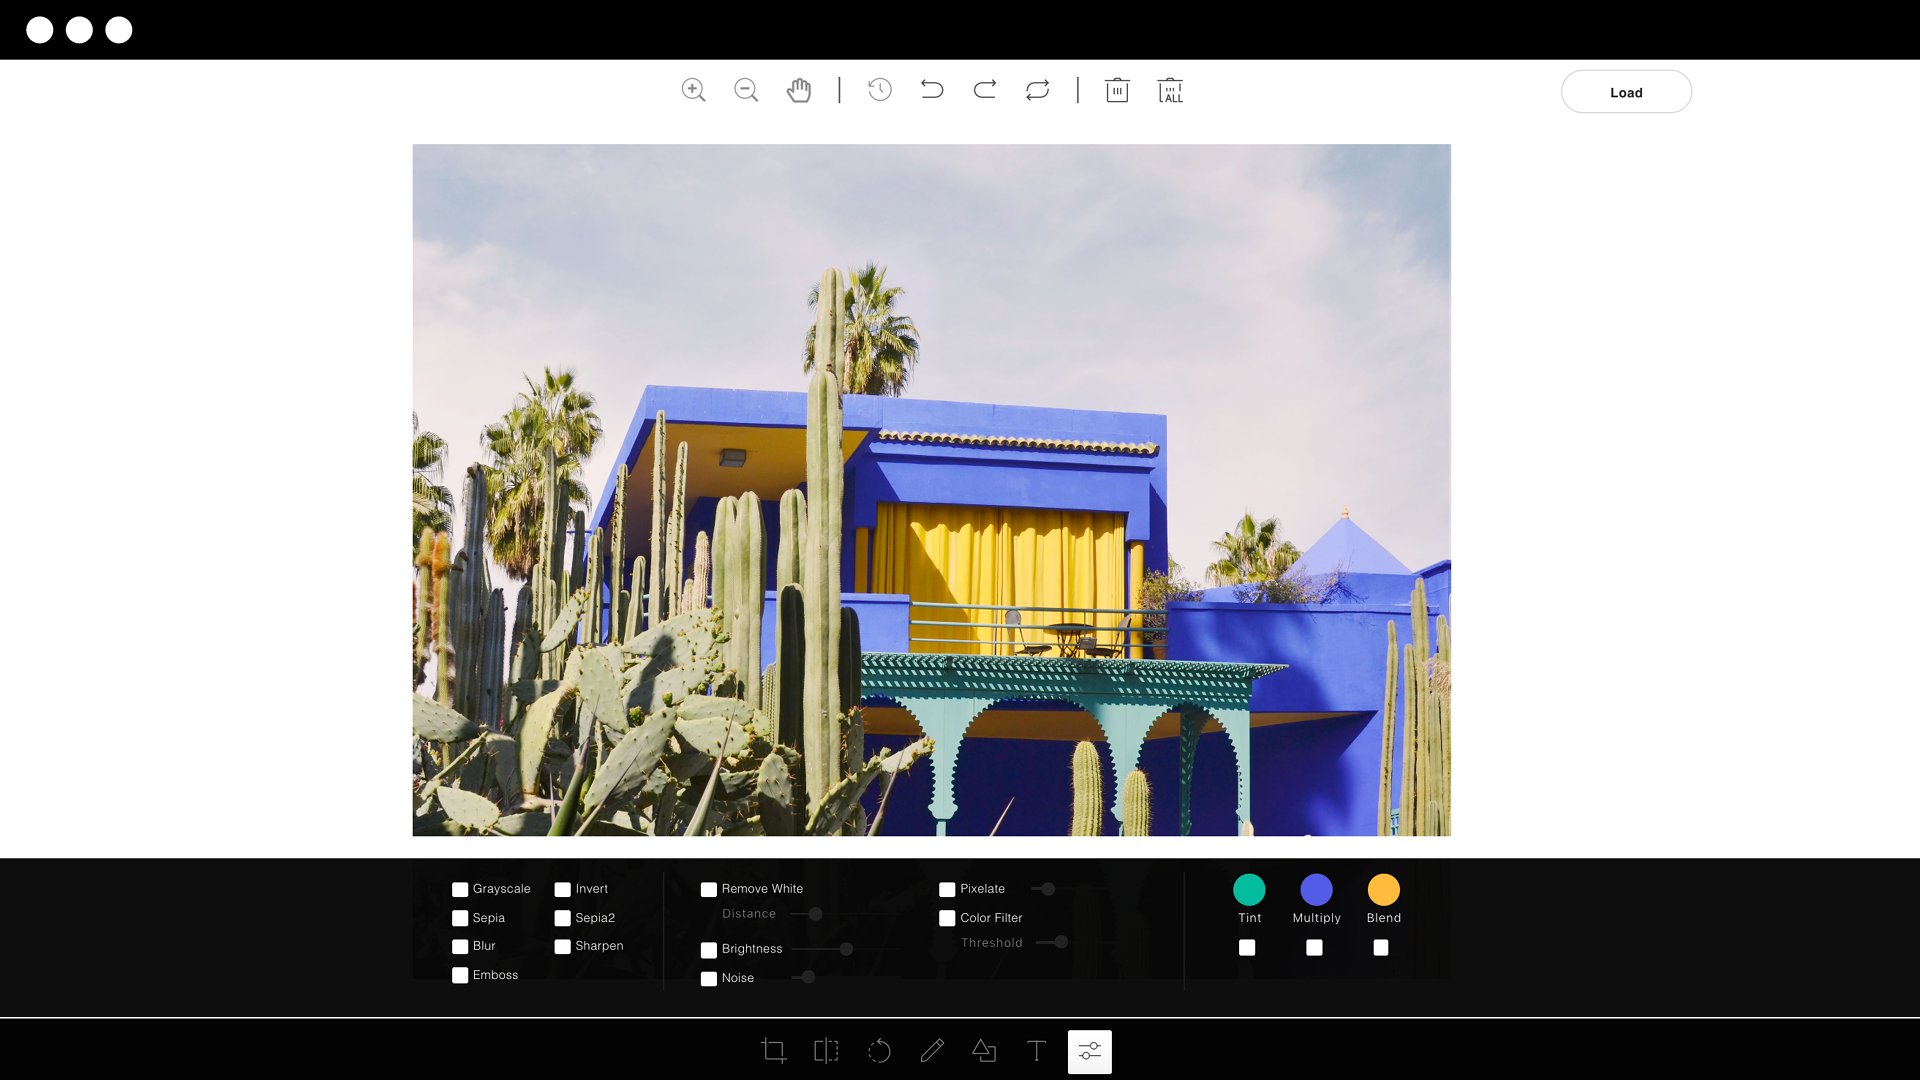 ALL
Load
Grayscale
Invert
Sepia
Sepia2
Blur
Sharpen
Emboss
Remove White
Distance
Brightness
Noise
Pixelate
Color Filter
Threshold
Tint
Multiply
Blend